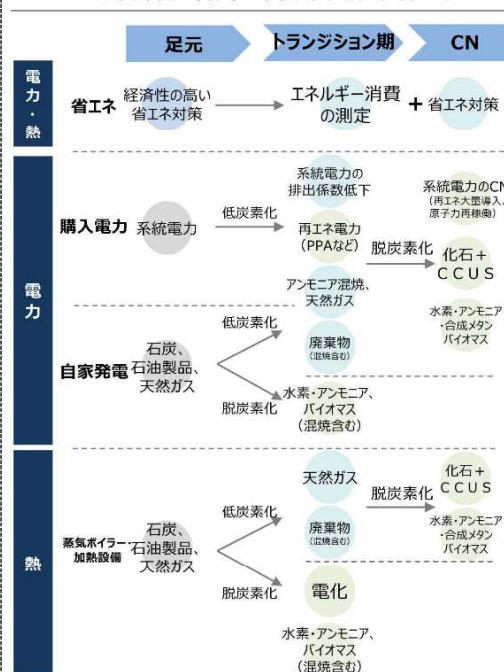 足元
トランジション期
CN
電力・熱
省エネ
経済性の高い
省エネ対策
エネルギー消費
の測定
+
省エネ対策
電力
購入電力
系統電力
低炭素化
系統電力の
排出係数低下
再エネ電力
(PPAなど)
アンモニア混焼、
天然ガス
脱炭素化
系統電力のCN
(再エネ大量導入、
原子力再稼働)
化石+
CCUS
水素・アンモニア
・合成メタン
バイオマス
自家発電
石炭、
石油製品、
天然ガス
低炭素化
脱炭素化
廃棄物
(混焼含む)
水素・アンモニア、
バイオマス
(混焼含む)
熱
蒸気ボイラー・
加熱設備
石炭、
石油製品、
天然ガス
低炭素化
脱炭素化
天然ガス
廃棄物
(混焼含む)
電化
水素・アンモニア、
バイオマス
(混焼含む)
脱炭素化
化石+
CCUS
水素・アンモニア
・合成メタン
バイオマス